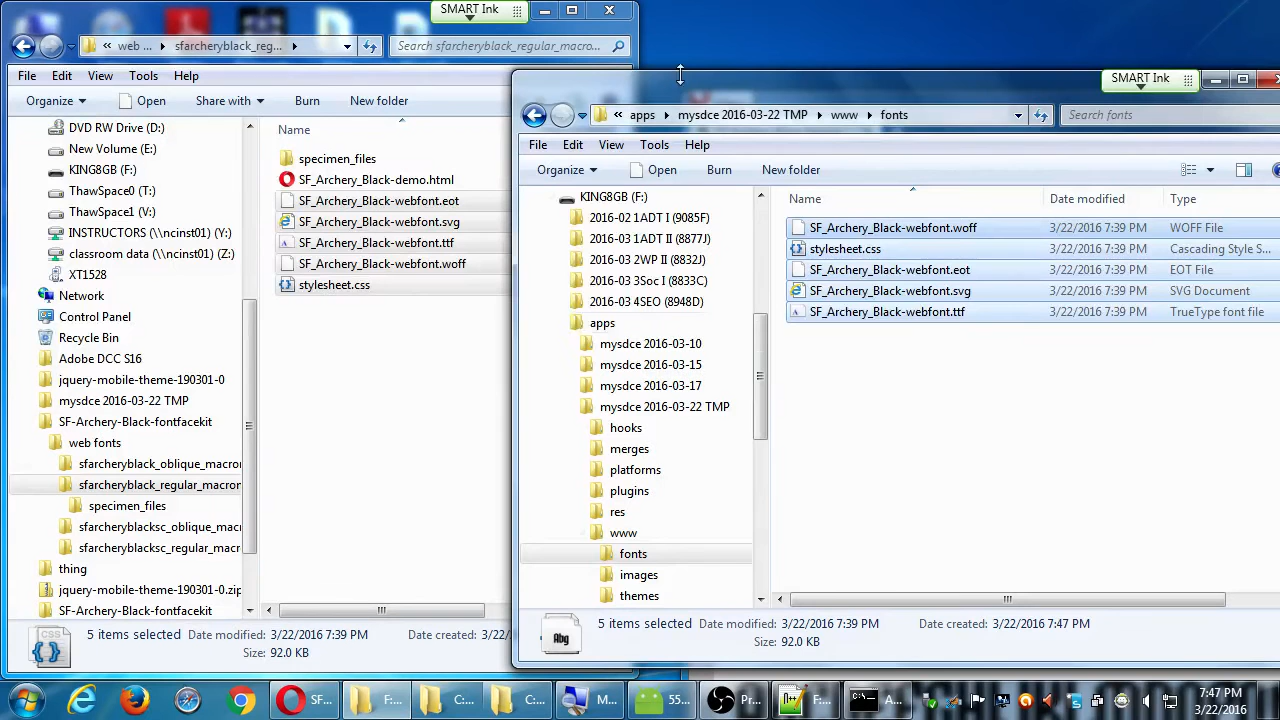 SMART Ink
web ...
sfarcheryblack_reg...
Search sfarcheryblack_regular_macro...
File Edit View Tools Help
Organize Open Share with Burn New folder
DVD RW Drive (D:)
New Volume (E:)
KING8GB (F:)
ThawSpace0 (T:)
ThawSpace1 (V:)
INSTRUCTORS (\\ncinst01) (Y:)
classroom data (\\ncinst01) (Z:)
XT1528
Network
Control Panel
Recycle Bin
Adobe DCC S16
jquery-mobile-theme-190301-0
mysdce 2016-03-22 TMP
SF-Archery-Black-fontfacekit
web fonts
sfarcheryblack_oblique_macron
sfarcheryblack_regular_macron
specimen_files
sfarcheryblacksc_oblique_macr
sfarcheryblacksc_regular_macr
thing
jquery-mobile-theme-190301-0.zip
SF-Archery-Black-fontfacekit
Name
specimen_files
SF_Archery_Black-demo.html
SF_Archery_Black-webfont.eot
SF_Archery_Black-webfont.svg
SF_Archery_Black-webfont.ttf
SF_Archery_Black-webfont.woff
stylesheet.css
5 items selected Date modified: 3/22/2016 7:39 PM Date created: 3/22/
Size: 92.0 KB
SMART Ink
apps mysdce 2016-03-22 TMP www fonts
Search fonts
File Edit View Tools Help
Organize Open Burn New folder
KING8GB (F:)
2016-02 1ADT I (9085F)
2016-03 1ADT II (8877J)
2016-03 2WP II (8832J)
2016-03 3Soc I (8833C)
2016-03 4SEO (8948D)
apps
mysdce 2016-03-10
mysdce 2016-03-15
mysdce 2016-03-17
mysdce 2016-03-22 TMP
hooks
merges
platforms
plugins
res
www
fonts
images
themes
Name Date modified Type
SF_Archery_Black-webfont.woff 3/22/2016 7:39 PM WOFF File
stylesheet.css 3/22/2016 7:39 PM Cascading Style S
SF_Archery_Black-webfont.eot 3/22/2016 7:39 PM EOT File
SF_Archery_Black-webfont.svg 3/22/2016 7:39 PM SVG Document
SF_Archery_Black-webfont.ttf 3/22/2016 7:39 PM TrueType font file
Abg
5 items selected Date modified: 3/22/2016 7:39 PM Date created: 3/22/2016 7:47 PM
Size: 92.0 KB
SF... F:... C:... C:... M... 55... Pr... F:... A...
7:47 PM
3/22/2016